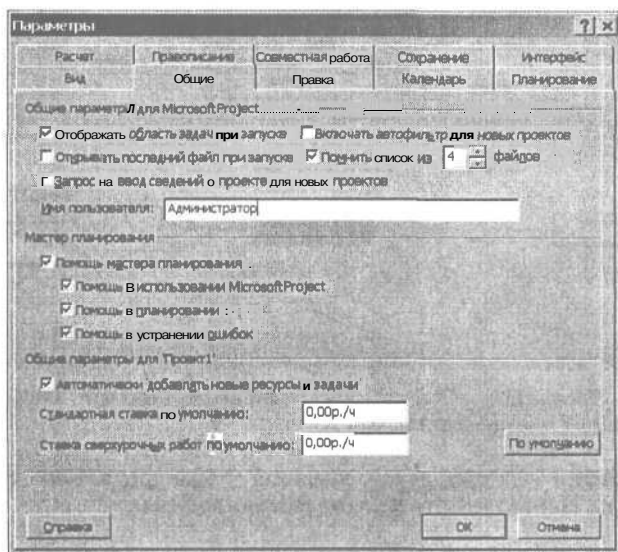 Параметры
Расчет Правописание Совместная работа Сохранение Интерфейс
Вид Общие Правка Календарь Планирование
Общие параметры для Microsoft Project
Отображать область задач при запуске Включать автофильтр для новых проектов
Открывать последний файл при запуске Помнить список из 4 файлов
Запрос на ввод сведений о проекте для новых проектов
Имя пользователя: Администратор
Мастер планирования
Помощь мастера планирования
Помощь в использовании Microsoft Project
Помощь в планировании
Помощь в устранении ошибок
Общие параметры для 'Проект1'
Автоматически добавлять новые ресурсы и задачи
Стандартная ставка по умолчанию: 0,00р./ч
Ставка сверхурочных работ по умолчанию: 0,00р./ч По умолчанию
Справка ОК Отмена